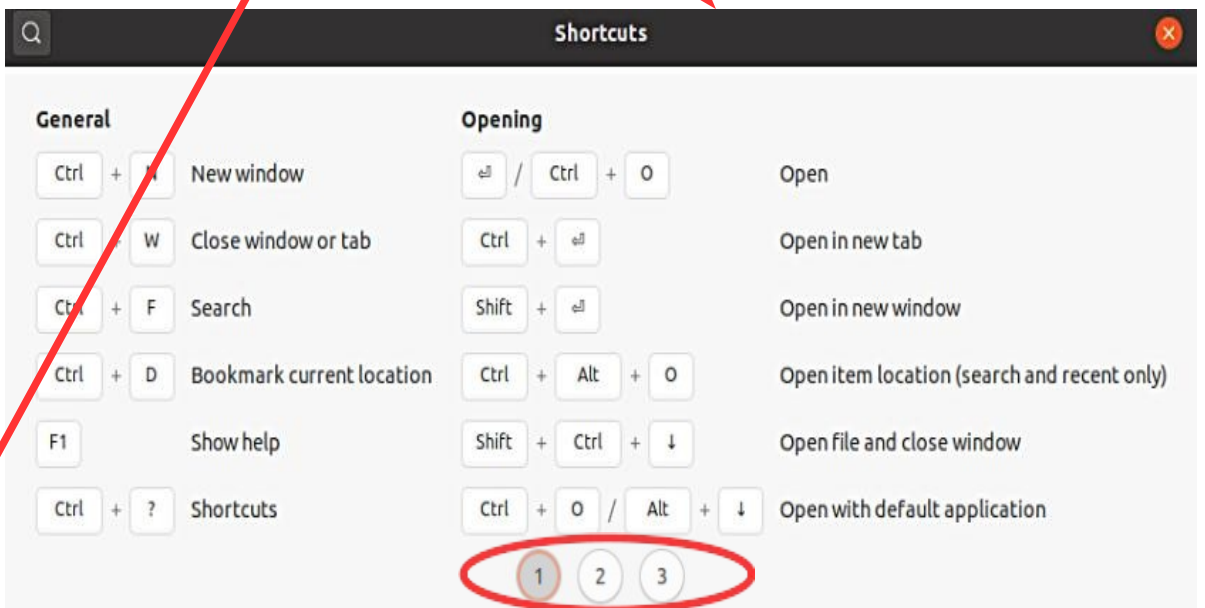 Shortcuts
General
Ctrl + N New window
Ctrl + W Close window or tab
Ctrl + F Search
Ctrl + D Bookmark current location
F1 Show help
Ctrl + ? Shortcuts
Opening
⏎ / Ctrl + O Open
Ctrl + ⏎ Open in new tab
Shift + ⏎ Open in new window
Ctrl + Alt + O Open item location (search and recent only)
Shift + Ctrl + ↓ Open file and close window
Ctrl + O / Alt + ↓ Open with default application
1 2 3